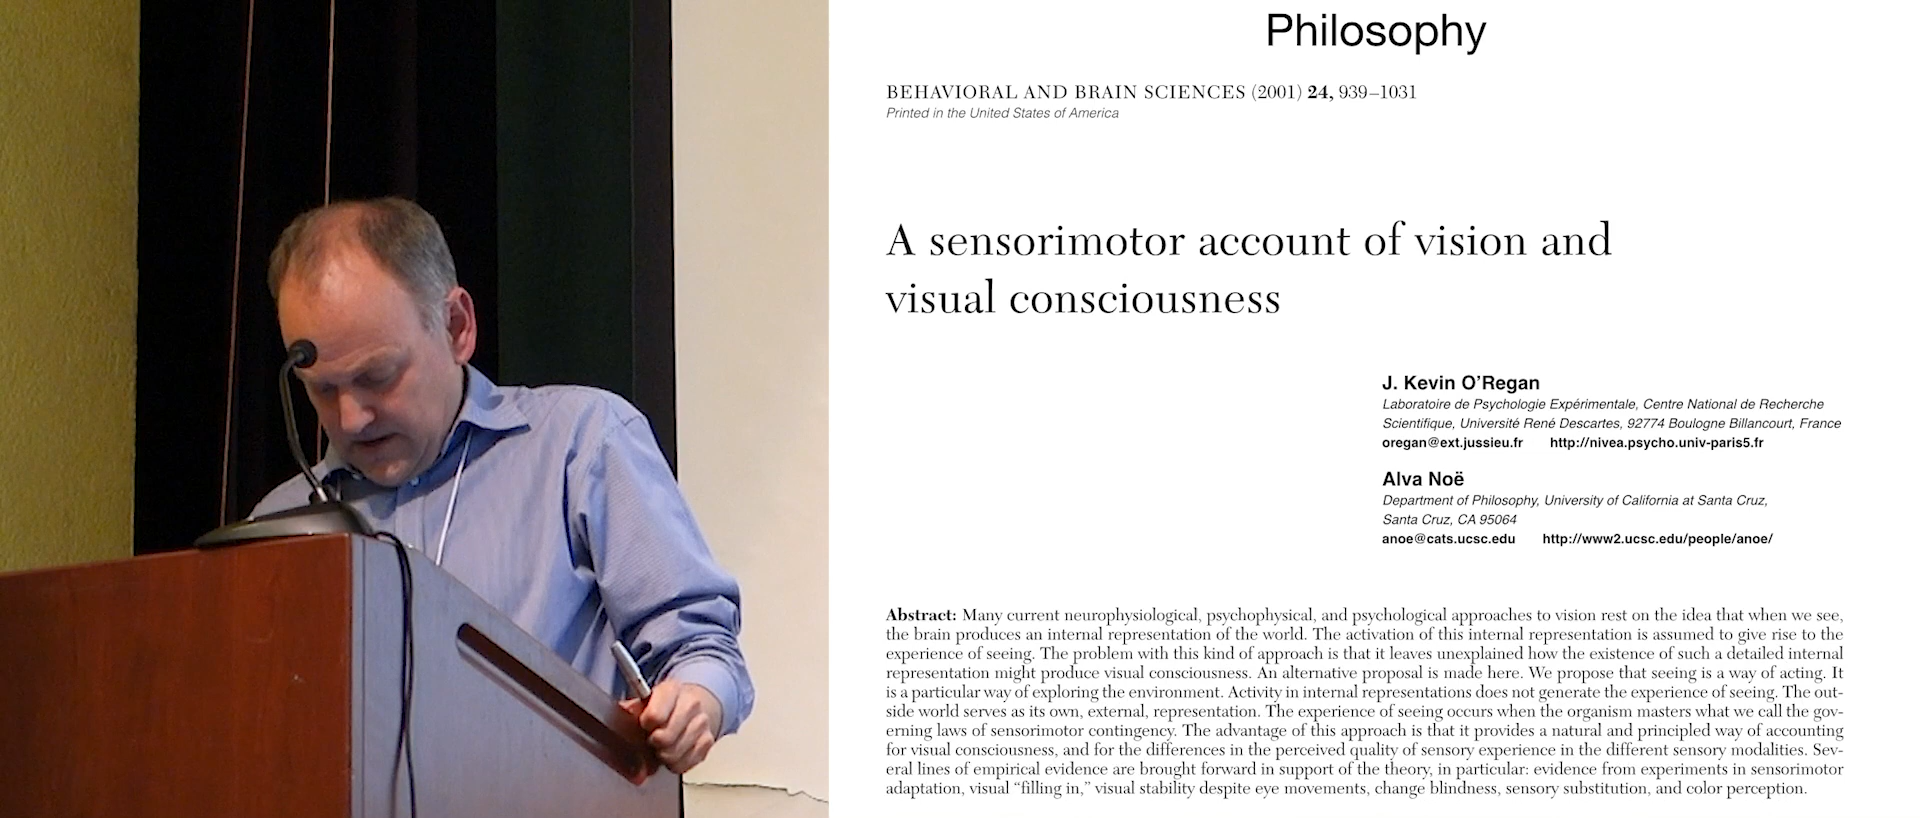 Philosophy
BEHAVIORAL AND BRAIN SCIENCES (2001) 24, 939–1031
Printed in the United States of America
A sensorimotor account of vision and
visual consciousness
J. Kevin O’Regan
Laboratoire de Psychologie Expérimentale, Centre National de Recherche
Scientifique, Université René Descartes, 92774 Boulogne Billancourt, France
oregan@ext.jussieu.fr http://nivea.psycho.univ-paris5.fr
Alva Noë
Department of Philosophy, University of California at Santa Cruz,
Santa Cruz, CA 95064
anoe@cats.ucsc.edu http://www2.ucsc.edu/people/anoe/
Abstract: Many current neurophysiological, psychophysical, and psychological approaches to vision rest on the idea that when we see,
the brain produces an internal representation of the world. The activation of this internal representation is assumed to give rise to the
experience of seeing. The problem with this kind of approach is that it leaves unexplained how the existence of such a detailed internal
representation might produce visual consciousness. An alternative proposal is made here. We propose that seeing is a way of acting. It
is a particular way of exploring the environment. Activity in internal representations does not generate the experience of seeing. The out-
side world serves as its own, external, representation. The experience of seeing occurs when the organism masters what we call the gov-
erning laws of sensorimotor contingency. The advantage of this approach is that it provides a natural and principled way of accounting
for visual consciousness, and for the differences in the perceived quality of sensory experience in the different sensory modalities. Sev-
eral lines of empirical evidence are brought forward in support of the theory, in particular: evidence from experiments in sensorimotor
adaptation, visual “filling in,” visual stability despite eye movements, change blindness, sensory substitution, and color perception.